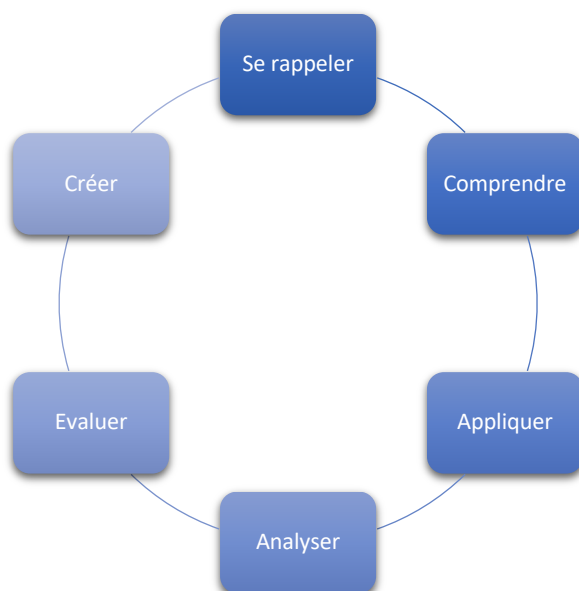 Se rappeler
Comprendre
Appliquer
Analyser
Evaluer
Créer